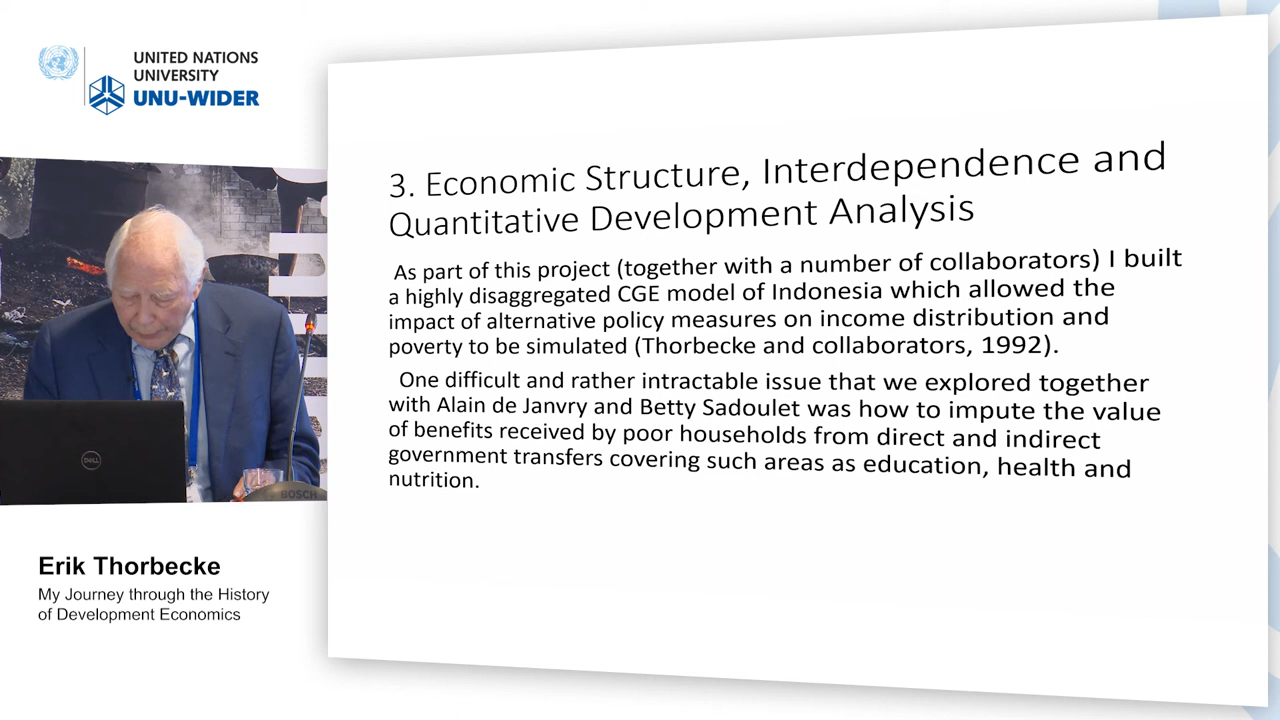 UNITED NATIONS
UNIVERSITY
UNU-WIDER
3. Economic Structure, Interdependence and
Quantitative Development Analysis
As part of this project (together with a number of collaborators) I built
a highly disaggregated CGE model of Indonesia which allowed the
impact of alternative policy measures on income distribution and
poverty to be simulated (Thorbecke and collaborators, 1992).
One difficult and rather intractable issue that we explored together
with Alain de Janvry and Betty Sadoulet was how to impute the value
of benefits received by poor households from direct and indirect
government transfers covering such areas as education, health and
nutrition.
DELL
BOSCH
Erik Thorbecke
My Journey through the History
of Development Economics